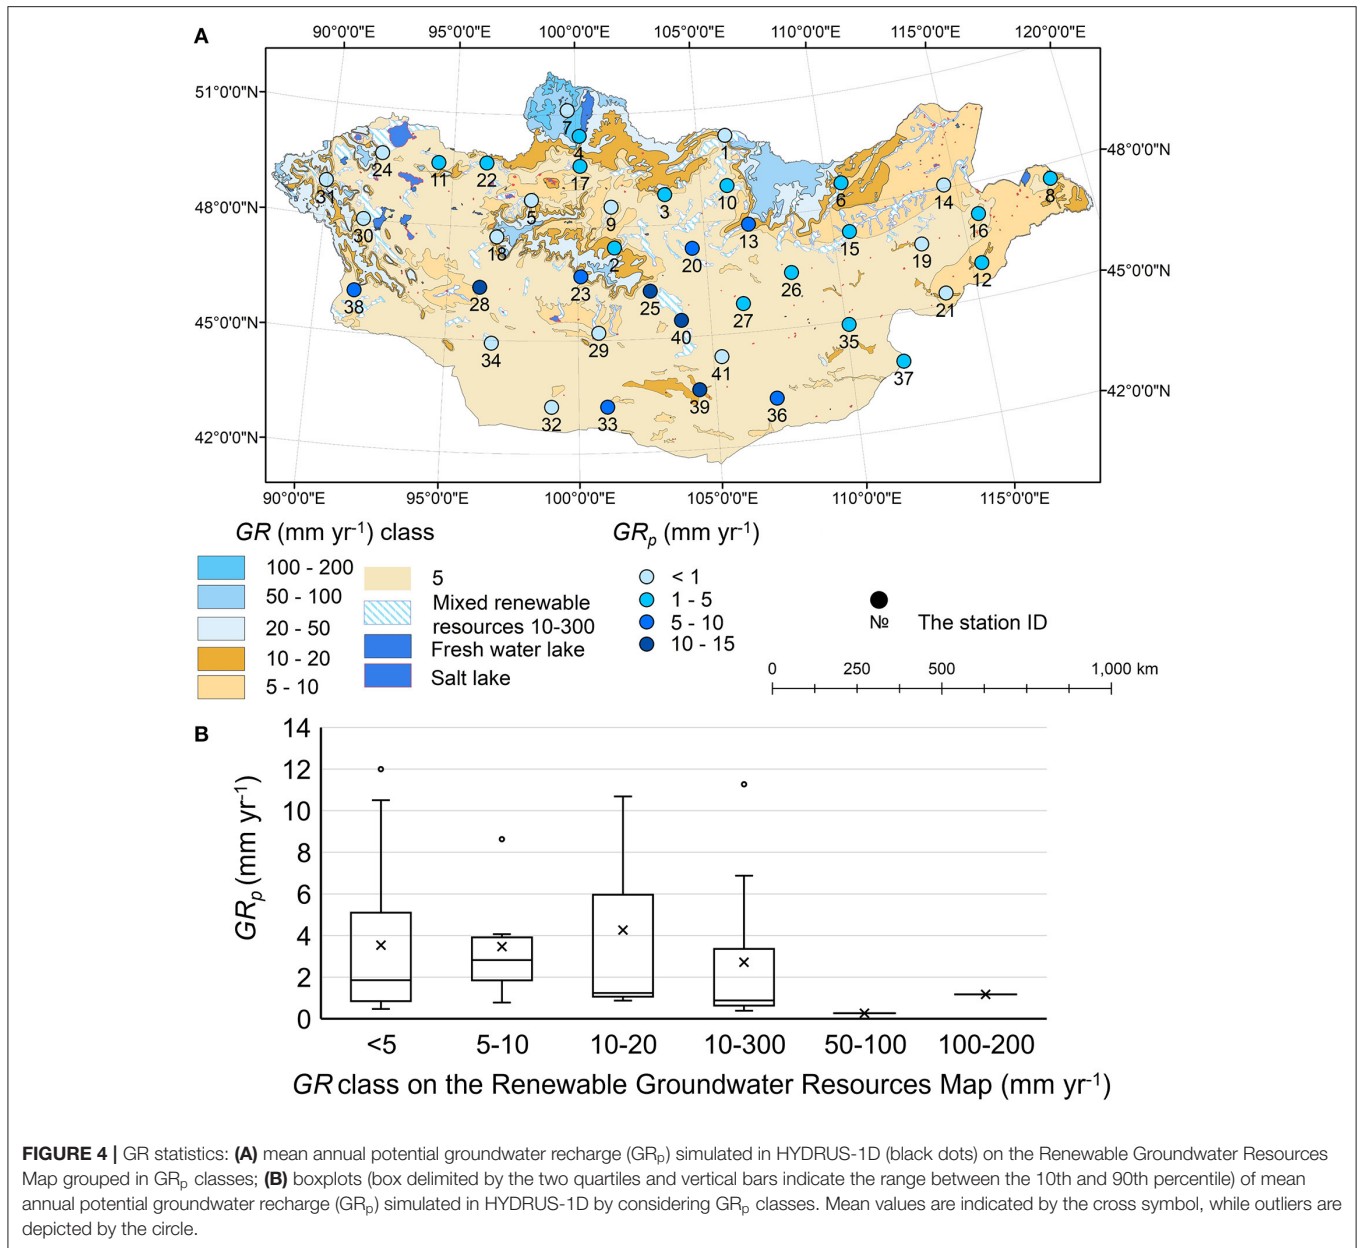 A
90°0'0"E 95°0'0"E 100°0'0"E 105°0'0"E 110°0'0"E 115°0'0"E 120°0'0"E
51°0'0"N
48°0'0"N
48°0'0"N
45°0'0"N
45°0'0"N
42°0'0"N
42°0'0"N
7
4
1
24
11
22
17
31
5
9
3
10
6
14
8
30
18
2
20
13
15
19
16
12
38
28
23
25
26
21
27
40
35
34
29
41
37
39
36
32
33
90°0'0"E 95°0'0"E 100°0'0"E 105°0'0"E 110°0'0"E 115°0'0"E
GR (mm yr-1) class
100 - 200
50 - 100
20 - 50
10 - 20
5 - 10
5
Mixed renewable
resources 10-300
Fresh water lake
Salt lake
GRp (mm yr-1)
< 1
1 - 5
5 - 10
10 - 15
№ The station ID
0 250 500 1,000 km
B
GRp (mm yr-1)
14
12
10
8
6
4
2
0
<5 5-10 10-20 10-300 50-100 100-200
GR class on the Renewable Groundwater Resources Map (mm yr-1)
FIGURE 4 | GR statistics: (A) mean annual potential groundwater recharge (GRp) simulated in HYDRUS-1D (black dots) on the Renewable Groundwater Resources
Map grouped in GRp classes; (B) boxplots (box delimited by the two quartiles and vertical bars indicate the range between the 10th and 90th percentile) of mean
annual potential groundwater recharge (GRp) simulated in HYDRUS-1D by considering GRp classes. Mean values are indicated by the cross symbol, while outliers are
depicted by the circle.